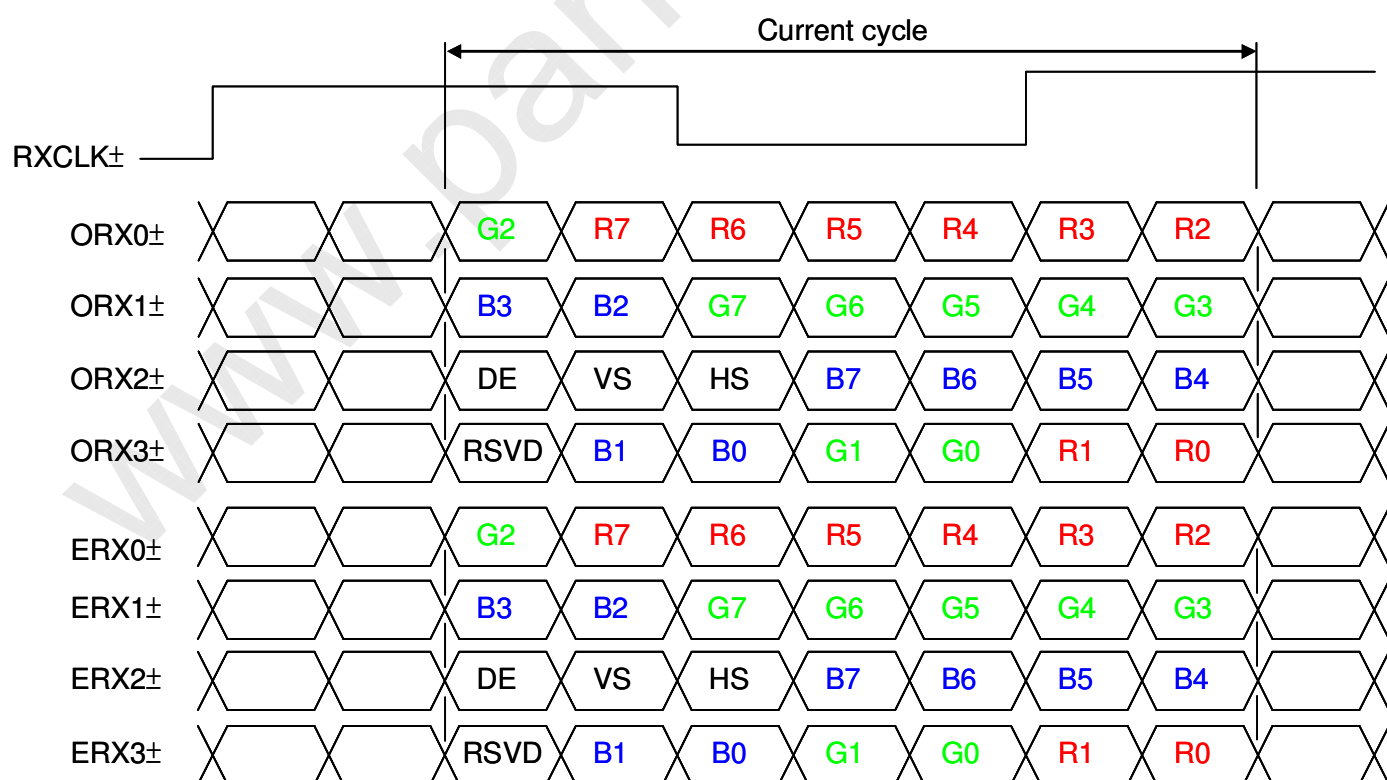 Current cycle
RXCLK±
ORX0± G2 R7 R6 R5 R4 R3 R2
ORX1± B3 B2 G7 G6 G5 G4 G3
ORX2± DE VS HS B7 B6 B5 B4
ORX3± RSVD B1 B0 G1 G0 R1 R0
ERX0± G2 R7 R6 R5 R4 R3 R2
ERX1± B3 B2 G7 G6 G5 G4 G3
ERX2± DE VS HS B7 B6 B5 B4
ERX3± RSVD B1 B0 G1 G0 R1 R0